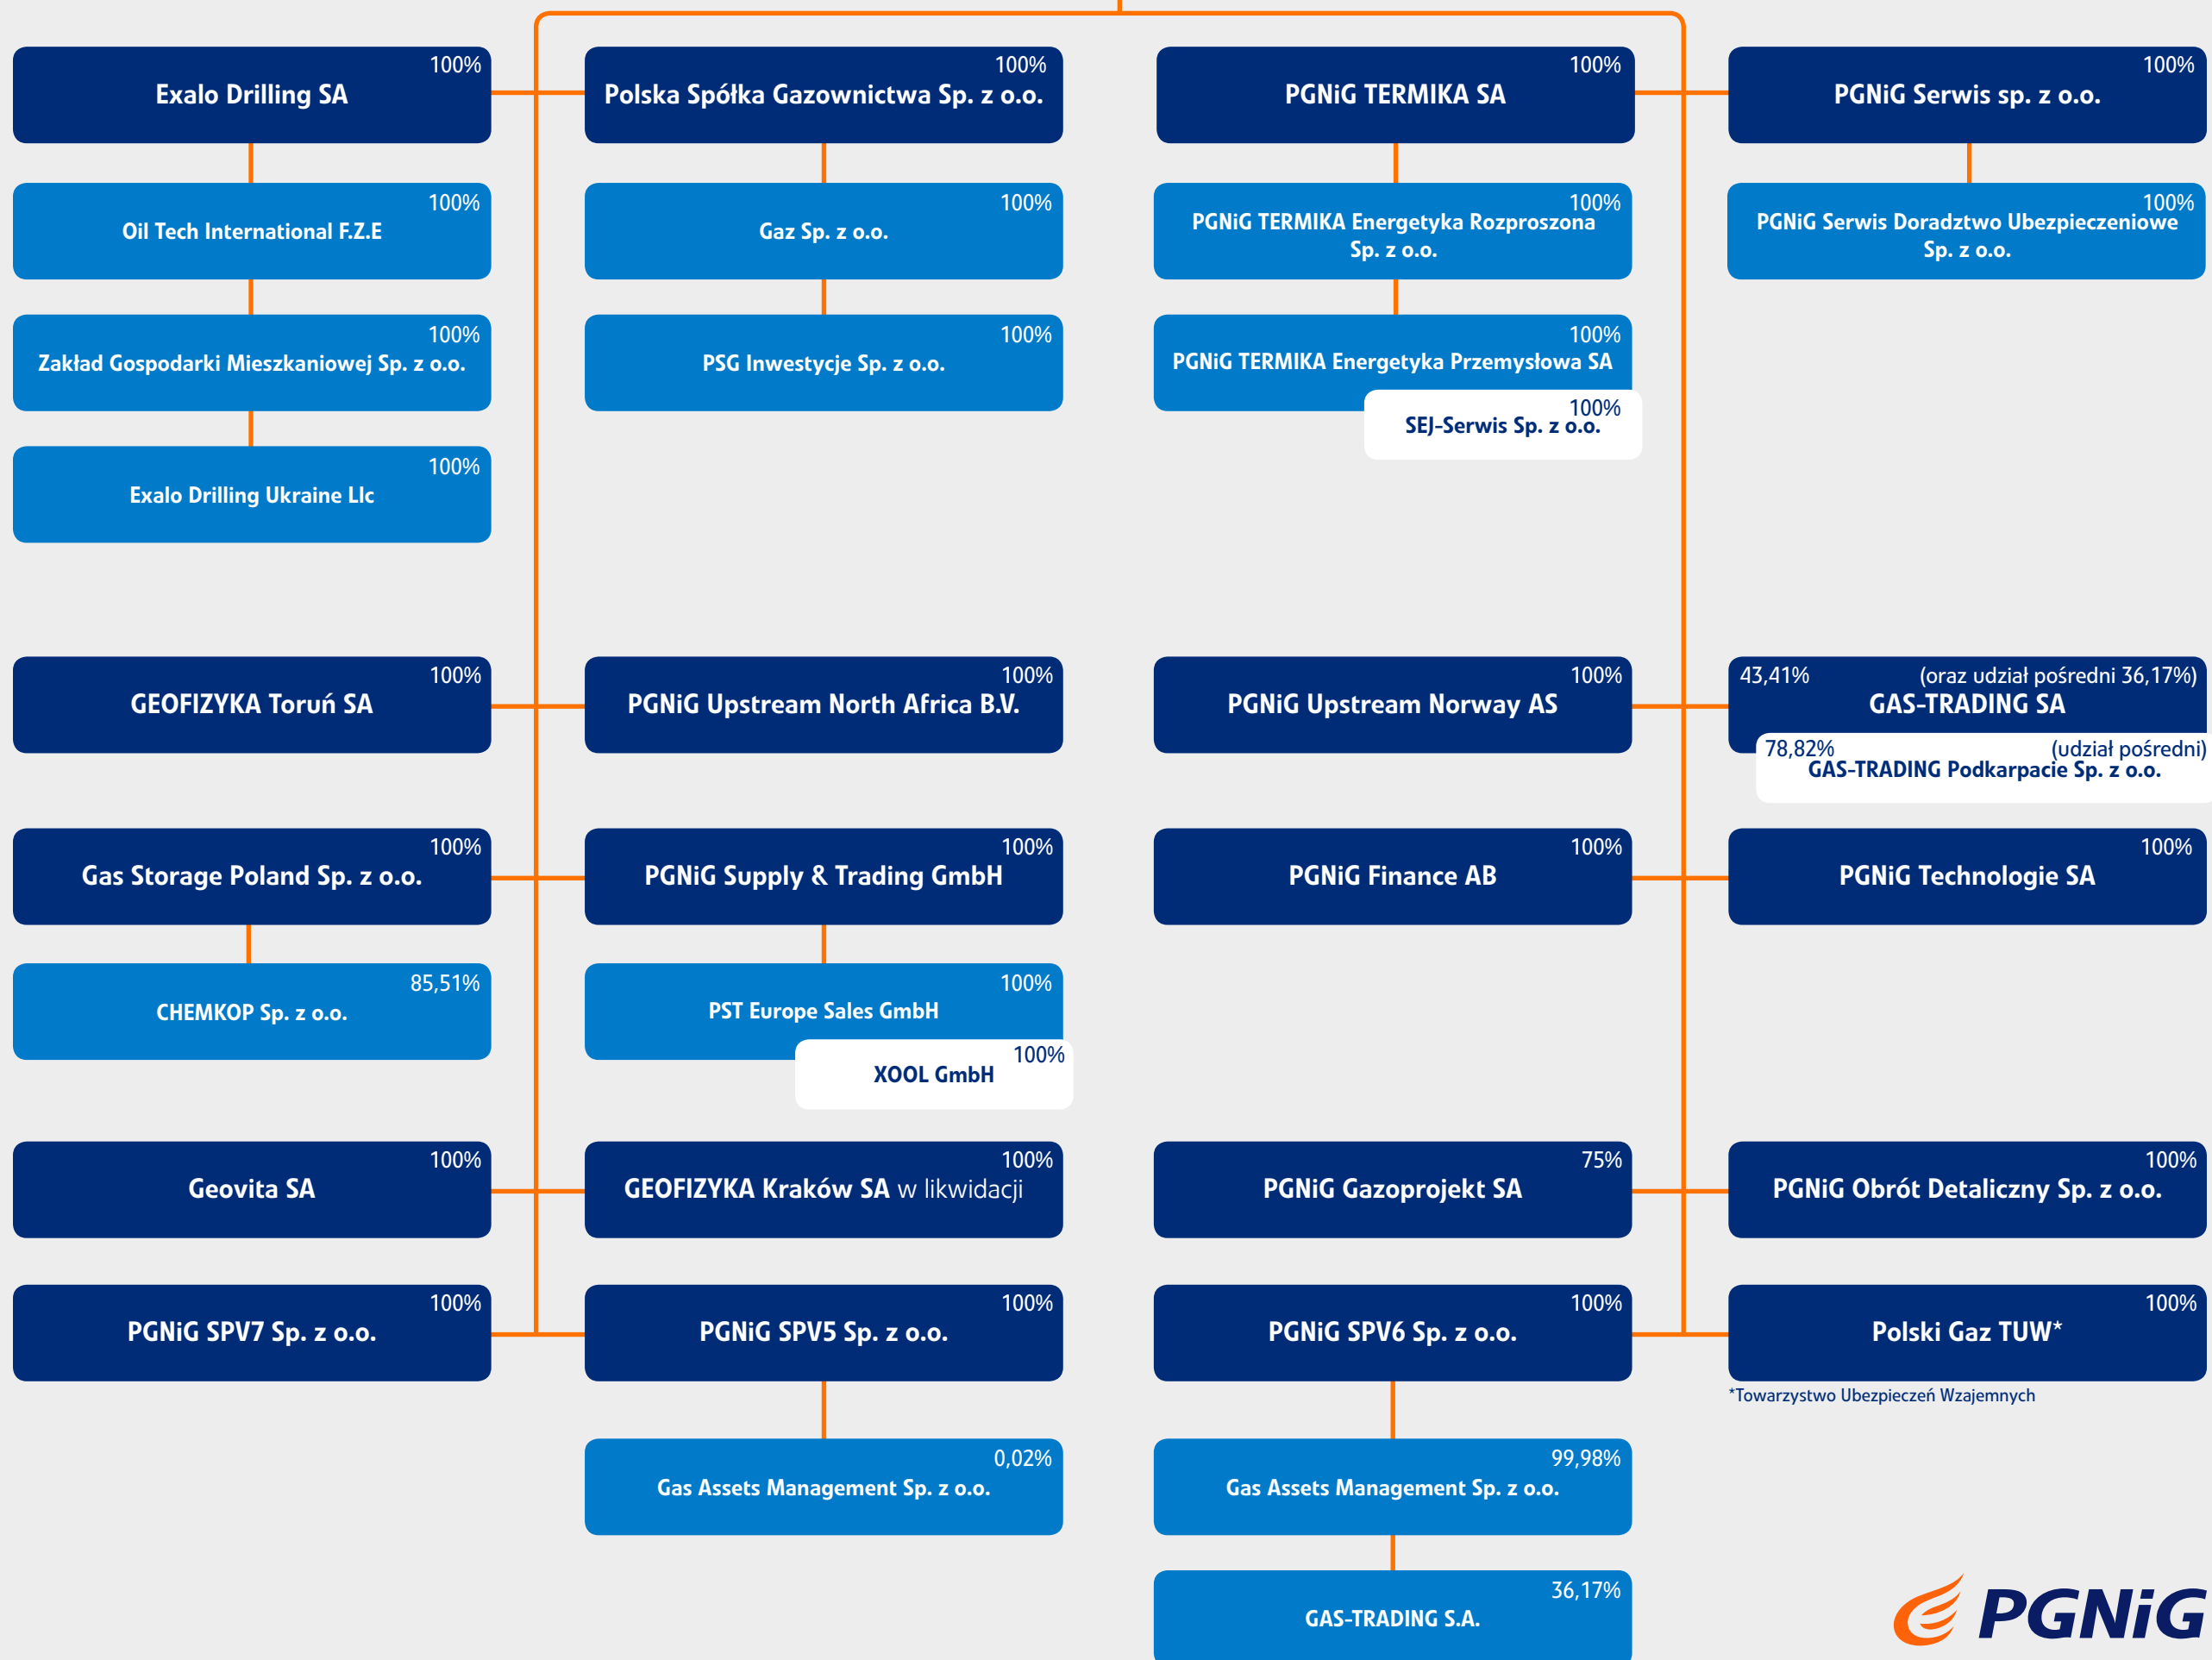 100%
Exalo Drilling SA
100%
Polska Spółka Gazownictwa Sp. z o.o.
100%
PGNiG TERMIKA SA
100%
PGNiG Serwis sp. z o.o.
100%
Oil Tech International F.Z.E
100%
Gaz Sp. z o.o.
100%
PGNiG TERMIKA Energetyka Rozproszona
Sp. z o.o.
100%
PGNiG Serwis Doradztwo Ubezpieczeniowe
Sp. z o.o.
100%
Zakład Gospodarki Mieszkaniowej Sp. z o.o.
100%
PSG Inwestycje Sp. z o.o.
100%
PGNiG TERMIKA Energetyka Przemysłowa SA
100%
SEJ-Serwis Sp. z o.o.
100%
Exalo Drilling Ukraine Llc
100%
GEOFIZYKA Toruń SA
100%
PGNiG Upstream North Africa B.V.
100%
PGNiG Upstream Norway AS
43,41% (oraz udział pośredni 36,17%)
GAS-TRADING SA
78,82% (udział pośredni)
GAS-TRADING Podkarpacie Sp. z o.o.
100%
Gas Storage Poland Sp. z o.o.
100%
PGNiG Supply & Trading GmbH
100%
PGNiG Finance AB
100%
PGNiG Technologie SA
85,51%
CHEMKOP Sp. z o.o.
100%
PST Europe Sales GmbH
100%
XOOL GmbH
100%
Geovita SA
100%
GEOFIZYKA Kraków SA w likwidacji
75%
PGNiG Gazoprojekt SA
100%
PGNiG Obrót Detaliczny Sp. z o.o.
100%
PGNiG SPV7 Sp. z o.o.
100%
PGNiG SPV5 Sp. z o.o.
100%
PGNiG SPV6 Sp. z o.o.
100%
Polski Gaz TUW*
*Towarzystwo Ubezpieczeń Wzajemnych
0,02%
Gas Assets Management Sp. z o.o.
99,98%
Gas Assets Management Sp. z o.o.
36,17%
GAS-TRADING S.A.
PGNiG